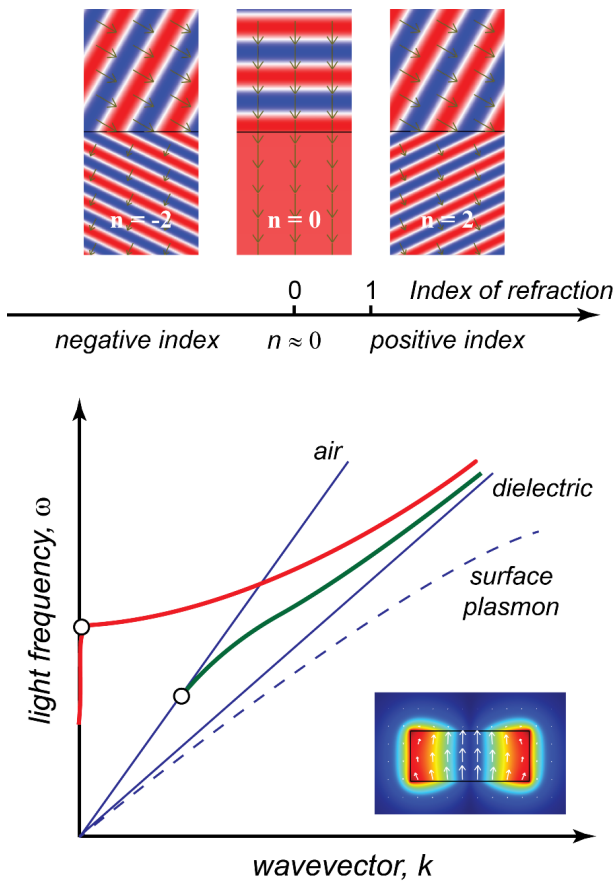 n = -2
n = 0
n = 2
0 1 Index of refraction
negative index n ≈ 0 positive index
air
dielectric
surface
plasmon
light frequency, ω
wavevector, k